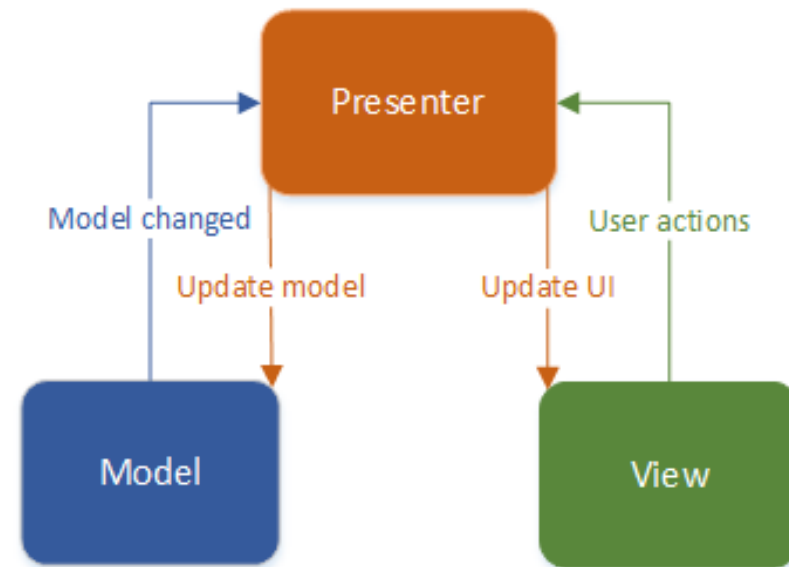 Presenter
Model changed
User actions
Update model
Update UI
Model
View